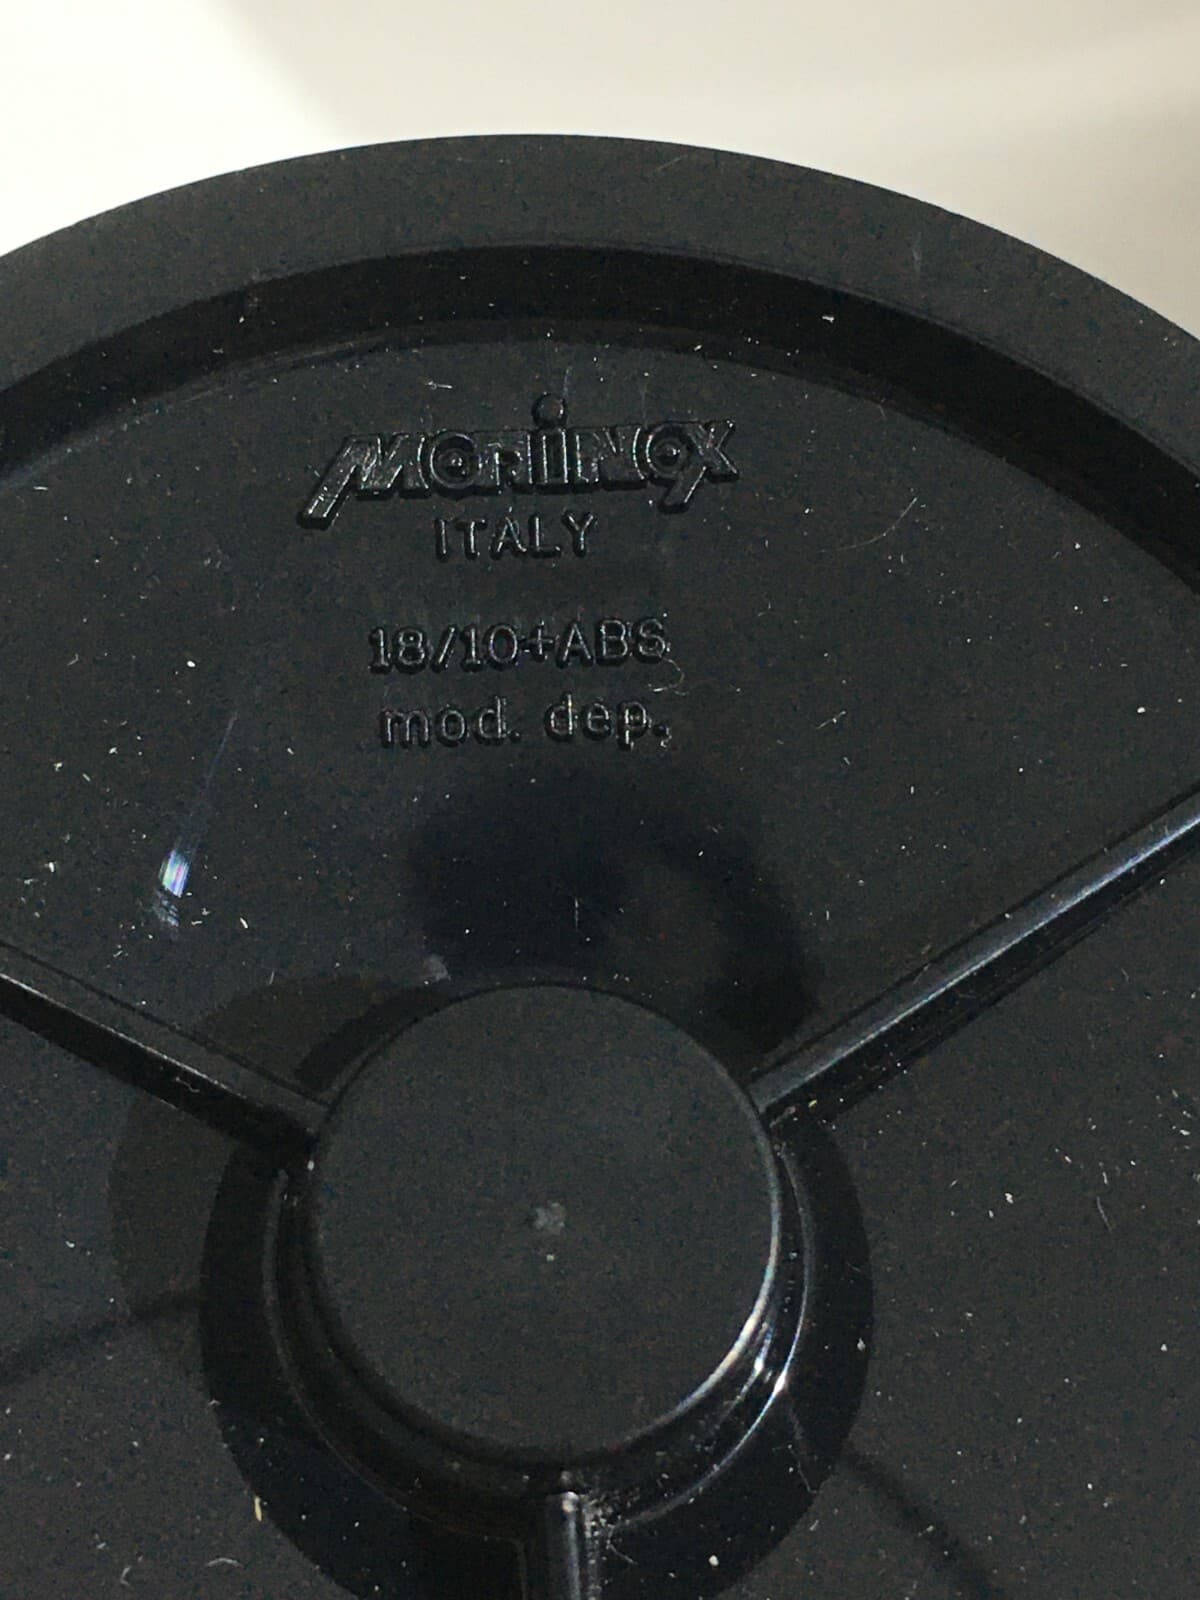 MORINOX
ITALY
18/10+ABS
mod. dep.